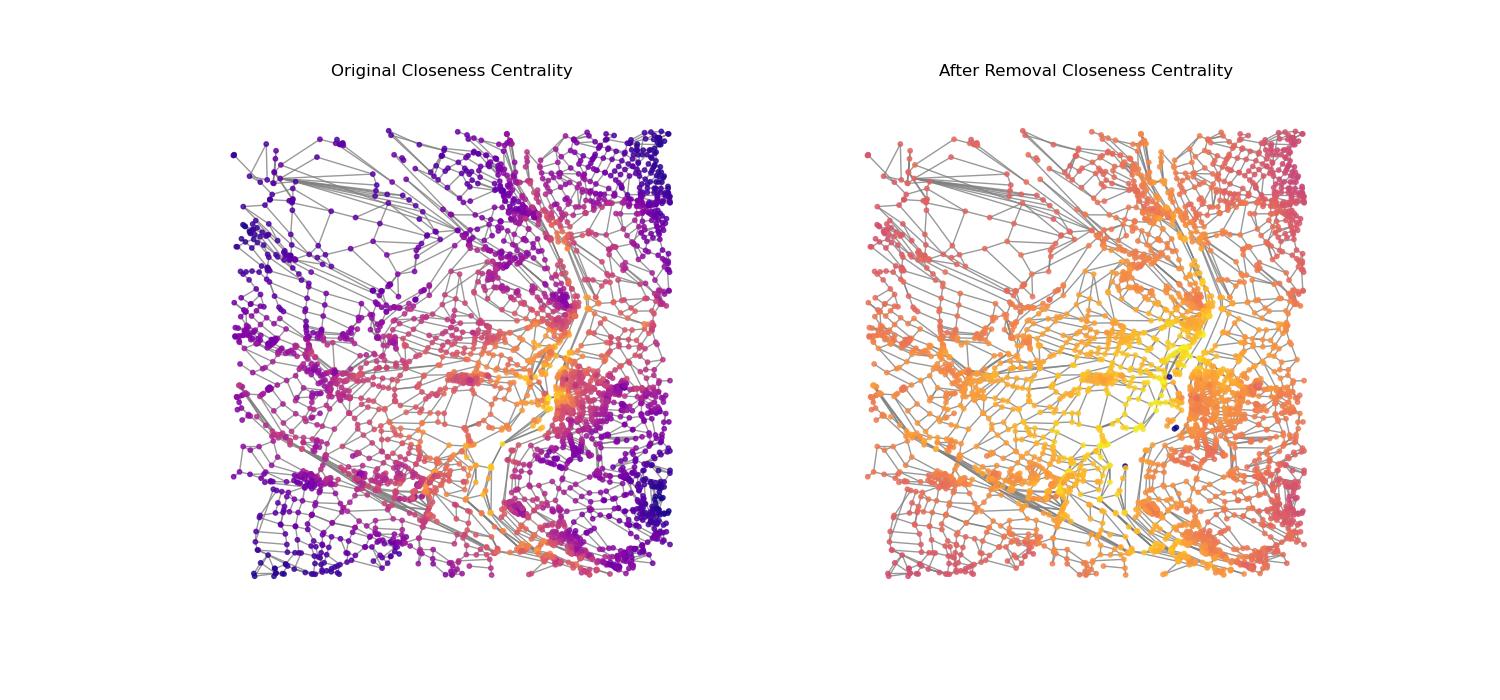 Original Closeness Centrality
After Removal Closeness Centrality